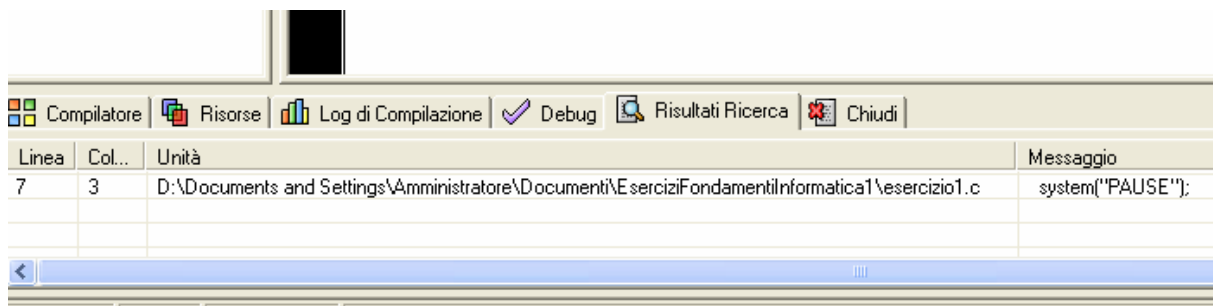 Compilatore Risorse Log di Compilazione Debug Risultati Ricerca Chiudi
Linea Col... Unità Messaggio
7 3 D:\Documents and Settings\Amministratore\Documenti\EserciziFondamentiInformatica1\esercizio1.c system("PAUSE");